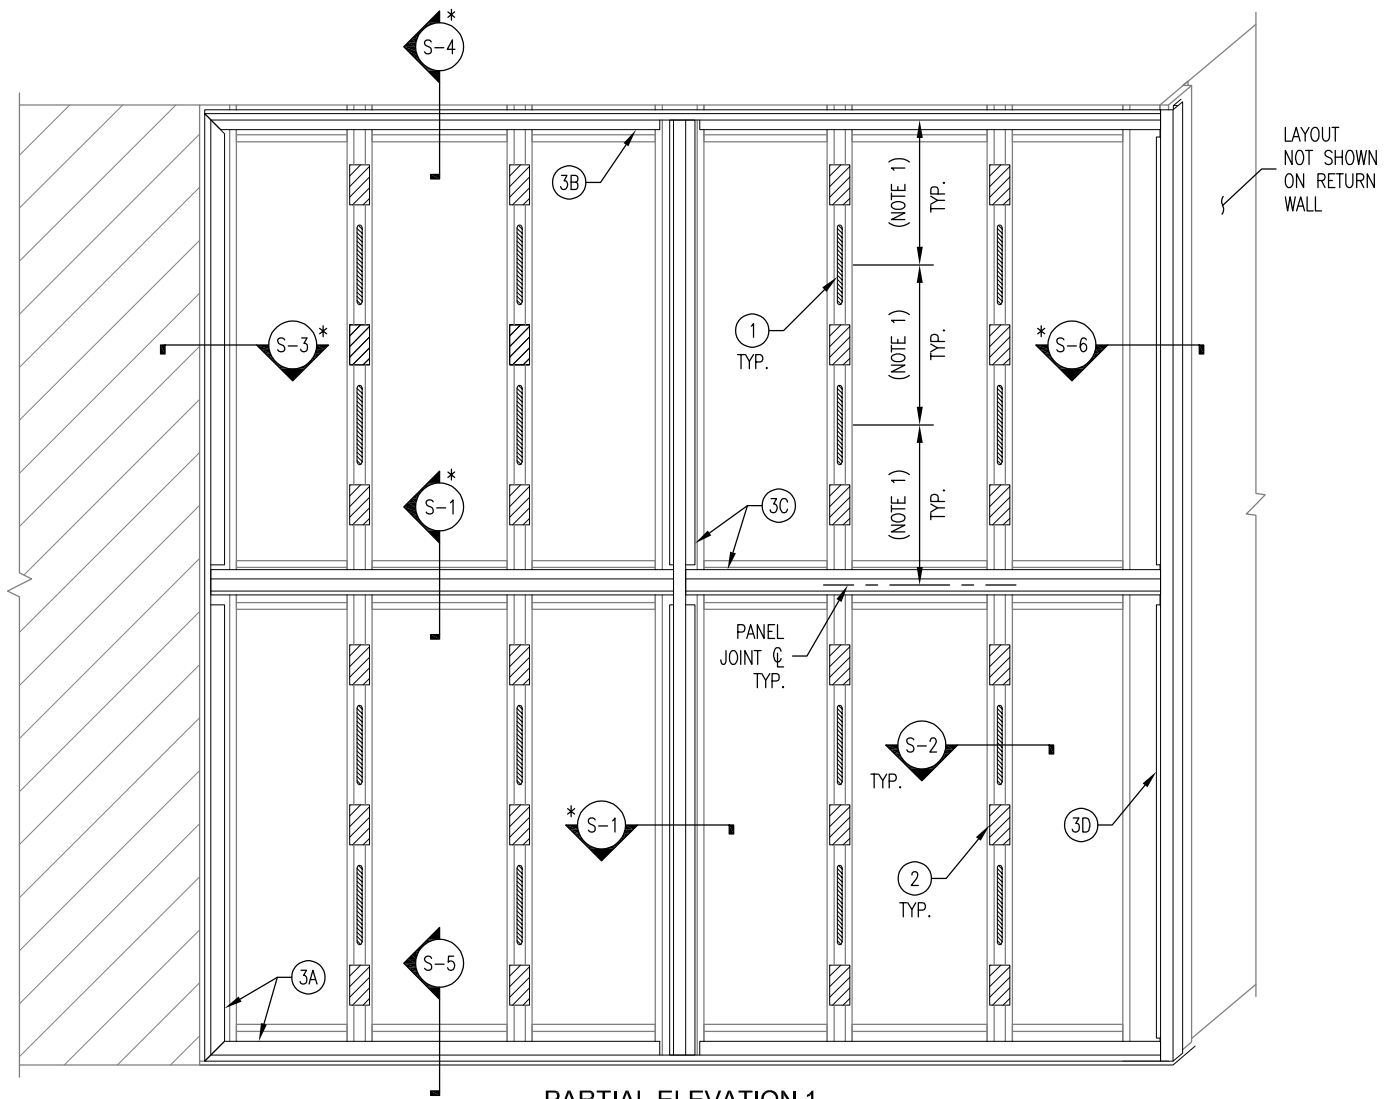 *
S-4
LAYOUT
NOT SHOWN
ON RETURN
WALL
3B
(NOTE 1)
TYP.
1
TYP.
(NOTE 1)
TYP.
S-3
*
*
S-6
*
S-1
3C
(NOTE 1)
TYP.
PANEL
JOINT ℄
TYP.
S-2
TYP.
*
S-1
3D
2
TYP.
S-5
3A
PARTIAL ELEVATION 1